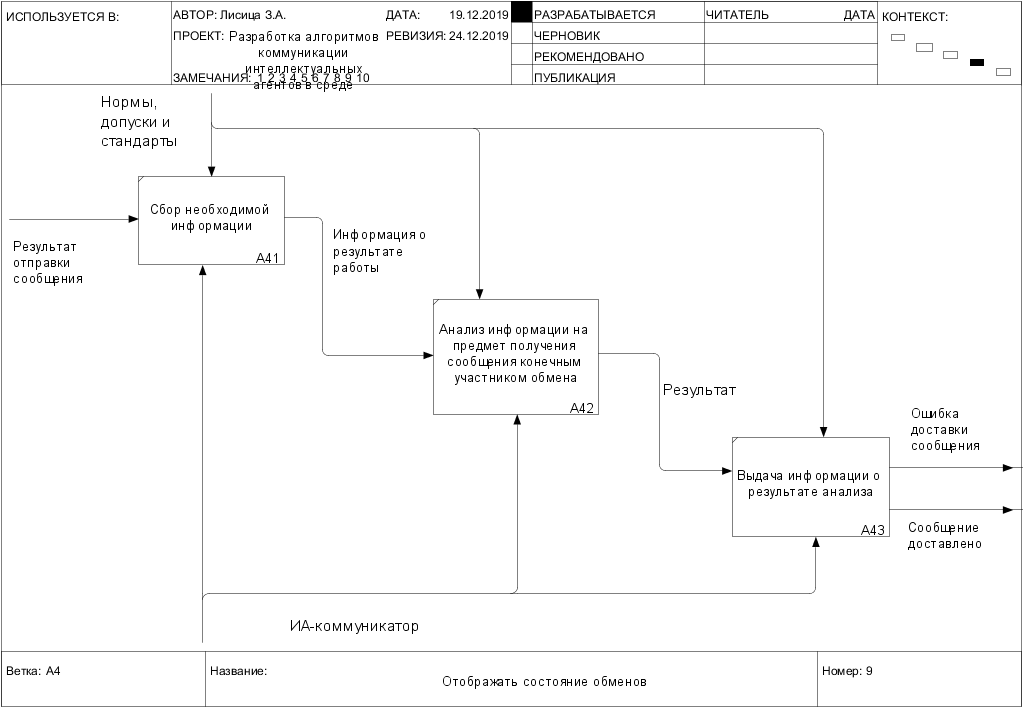 ИСПОЛЬЗУЕТСЯ В:
АВТОР: Лисица З.А.
ДАТА: 19.12.2019
РАЗРАБАТЫВАЕТСЯ
ЧИТАТЕЛЬ
ДАТА
КОНТЕКСТ:
ПРОЕКТ: Разработка алгоритмов
коммуникации
интеллектуальных
агентов в среде
РЕВИЗИЯ: 24.12.2019
ЧЕРНОВИК
РЕКОМЕНДОВАНО
ЗАМЕЧАНИЯ: 1 2 3 4 5 6 7 8 9 10
ПУБЛИКАЦИЯ
Нормы,
допуски и
стандарты
Сбор необходимой
информации
A41
Результат
отправки
сообщения
Информация о
результате
работы
Анализ информации на
предмет получения
сообщения конечным
участником обмена
A42
Результат
Ошибка
доставки
сообщения
Выдача информации о
результате анализа
A43
Сообщение
доставлено
ИА-коммуникатор
Ветка: A4
Название:
Отображать состояние обменов
Номер: 9